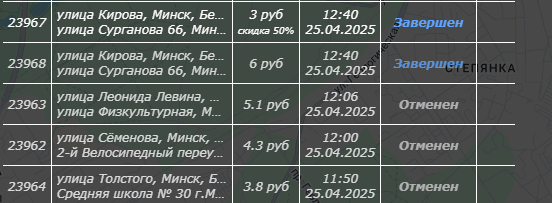 23967 улица Кирова, Минск, Бе... 3 руб 12:40 Завершен
улица Сурганова 66, Мин... скидка 50% 25.04.2025
23968 улица Кирова, Минск, Бе... 6 руб 12:40 Завершен
улица Сурганова 66, Мин... 25.04.2025
СТЕПЯНКА
23963 улица Леонида Левина, ... 5.1 руб 12:06 Отменен
улица Физкультурная, М... 25.04.2025
23962 улица Сёменова, Минск, ... 4.3 руб 12:00 Отменен
2-й Велосипедный переу... 25.04.2025
23964 улица Толстого, Минск, Б... 3.8 руб 11:50 Отменен
Средняя школа № 30 г.М... 25.04.2025